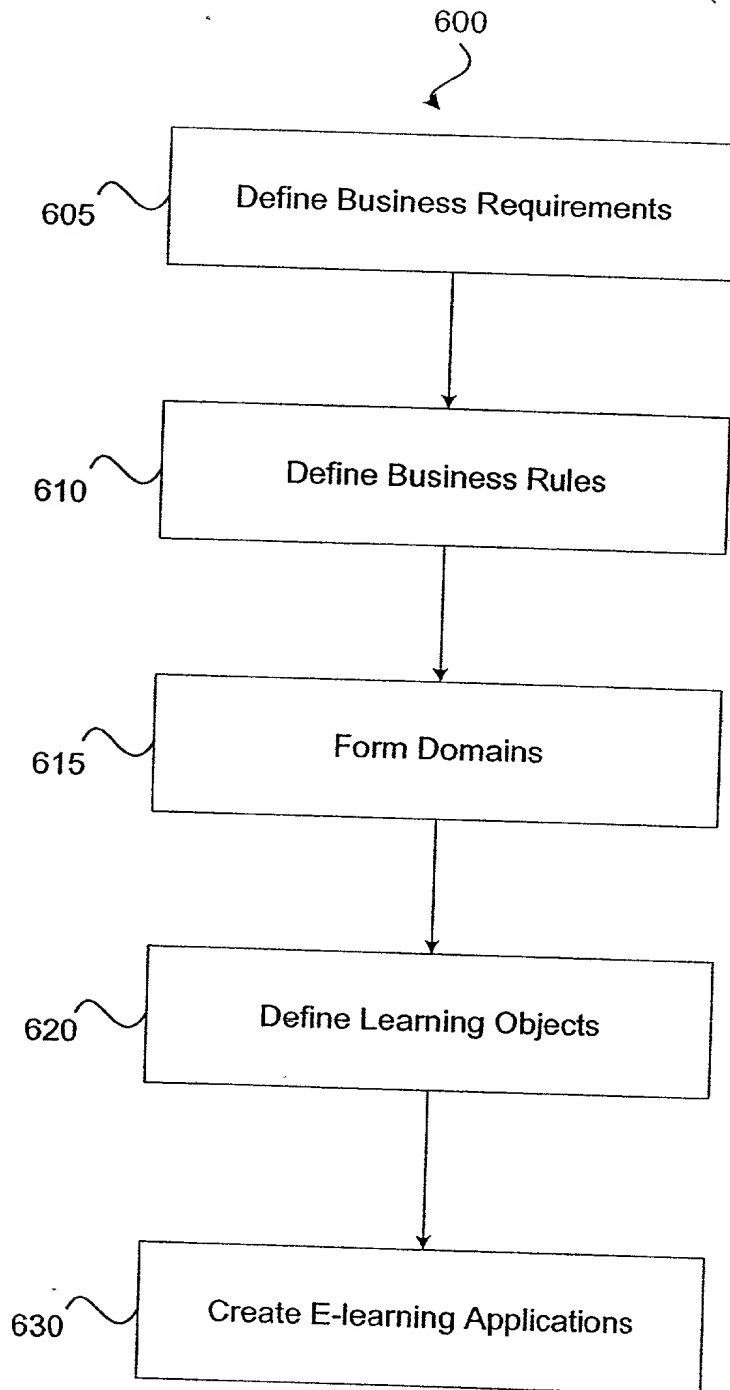 600
605
Define Business Requirements
610
Define Business Rules
615
Form Domains
620
Define Learning Objects
630
Create E-learning Applications